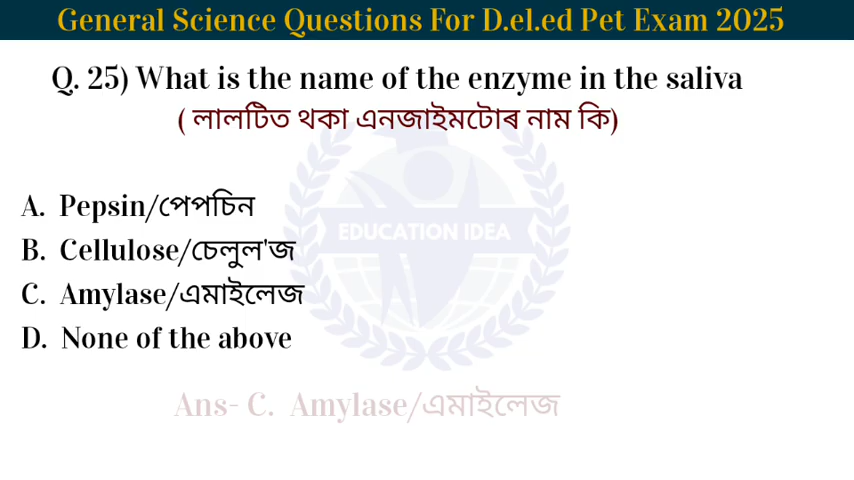 General Science Questions For D.el.ed Pet Exam 2025
Q. 25) What is the name of the enzyme in the saliva
( লালটিত থকা এনজাইমটোৰ নাম কি)
A. Pepsin/পেপচিন
B. Cellulose/চেলুল'জ
EDUCATION IDEA
C. Amylase/এমাইলেজ
D. None of the above
Ans- C. Amylase/এমাইলেজ